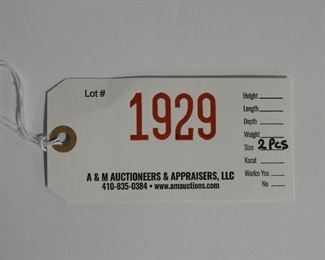 Lot #
1929
Height
Length
Depth
Weight
Size 2 Pcs
Karat
Works: Yes
No
A & M AUCTIONEERS & APPRAISERS, LLC
410-835-0384 • www.amauctions.com